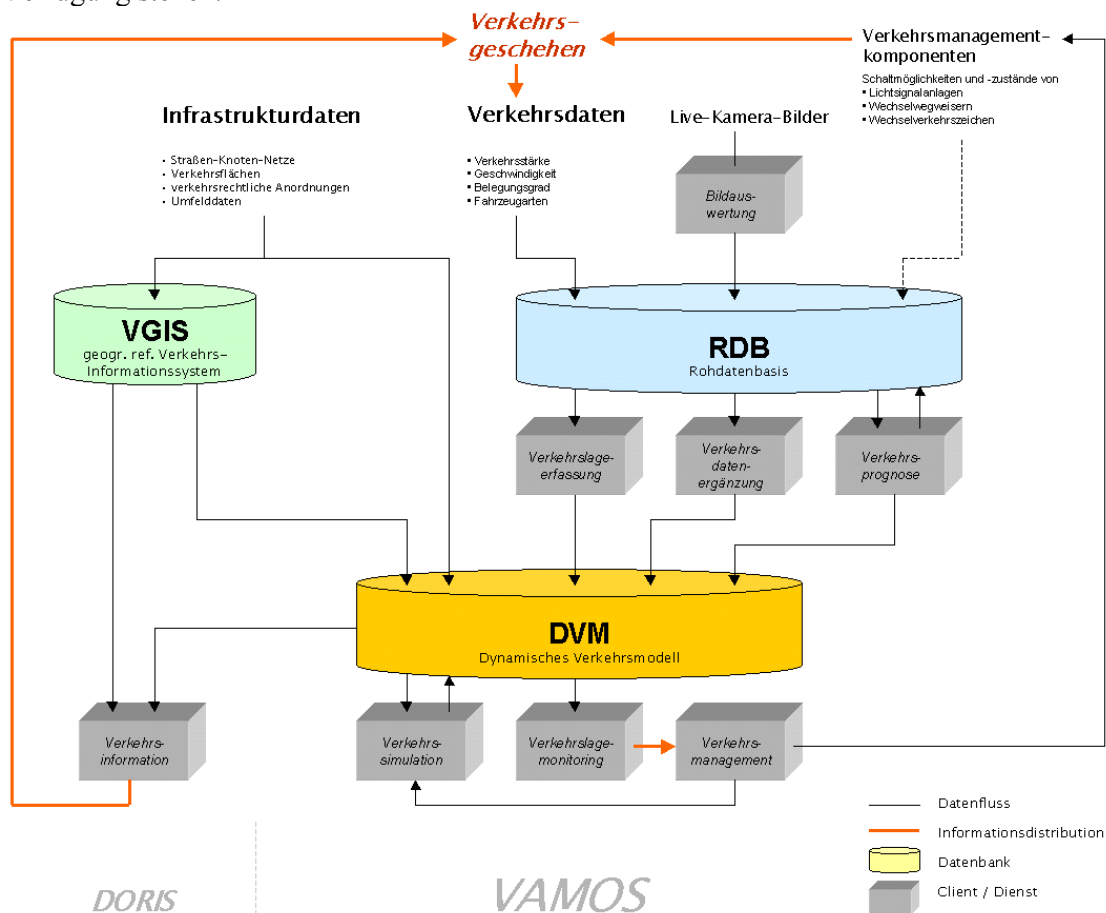 Verkehrs-
geschehen
Verkehrsmanagement-
komponenten
Schaltmöglichkeiten und -zustände von
▪ Lichtsignalanlagen
▪ Wechselwegweisern
▪ Wechselverkehrszeichen
Infrastrukturdaten
• Straßen-Knoten-Netze
• Verkehrsflächen
• verkehrsrechtliche Anordnungen
• Umfelddaten
Verkehrsdaten
▪ Verkehrsstärke
▪ Geschwindigkeit
▪ Belegungsgrad
▪ Fahrzeugarten
Live-Kamera-Bilder
Bildaus-
wertung
VGIS
geogr. ref. Verkehrs-
Informationssystem
RDB
Rohdatenbasis
Verkehrslage-
erfassung
Verkehrs-
daten-
ergänzung
Verkehrs-
prognose
DVM
Dynamisches Verkehrsmodell
Verkehrs-
information
Verkehrs-
simulation
Verkehrslage-
monitoring
Verkehrs-
management
Datenfluss
Informationsdistribution
Datenbank
Client / Dienst
DORIS
VAMOS